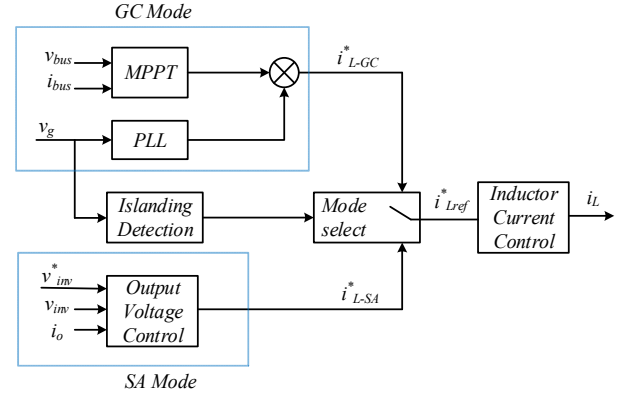 GC Mode
v_bus
i_bus
MPPT
i*_L-GC
v_g
PLL
Islanding
Detection
Mode
select
i*_Lref
Inductor
Current
Control
i_L
v*_inv
v_inv
i_o
Output
Voltage
Control
i*_L-SA
SA Mode